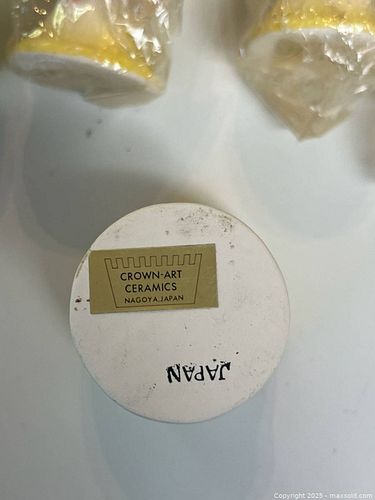 CROWN-ART
CERAMICS
NAGOYA.JAPAN
JAPAN
Copyright 2025 - maxsold.com